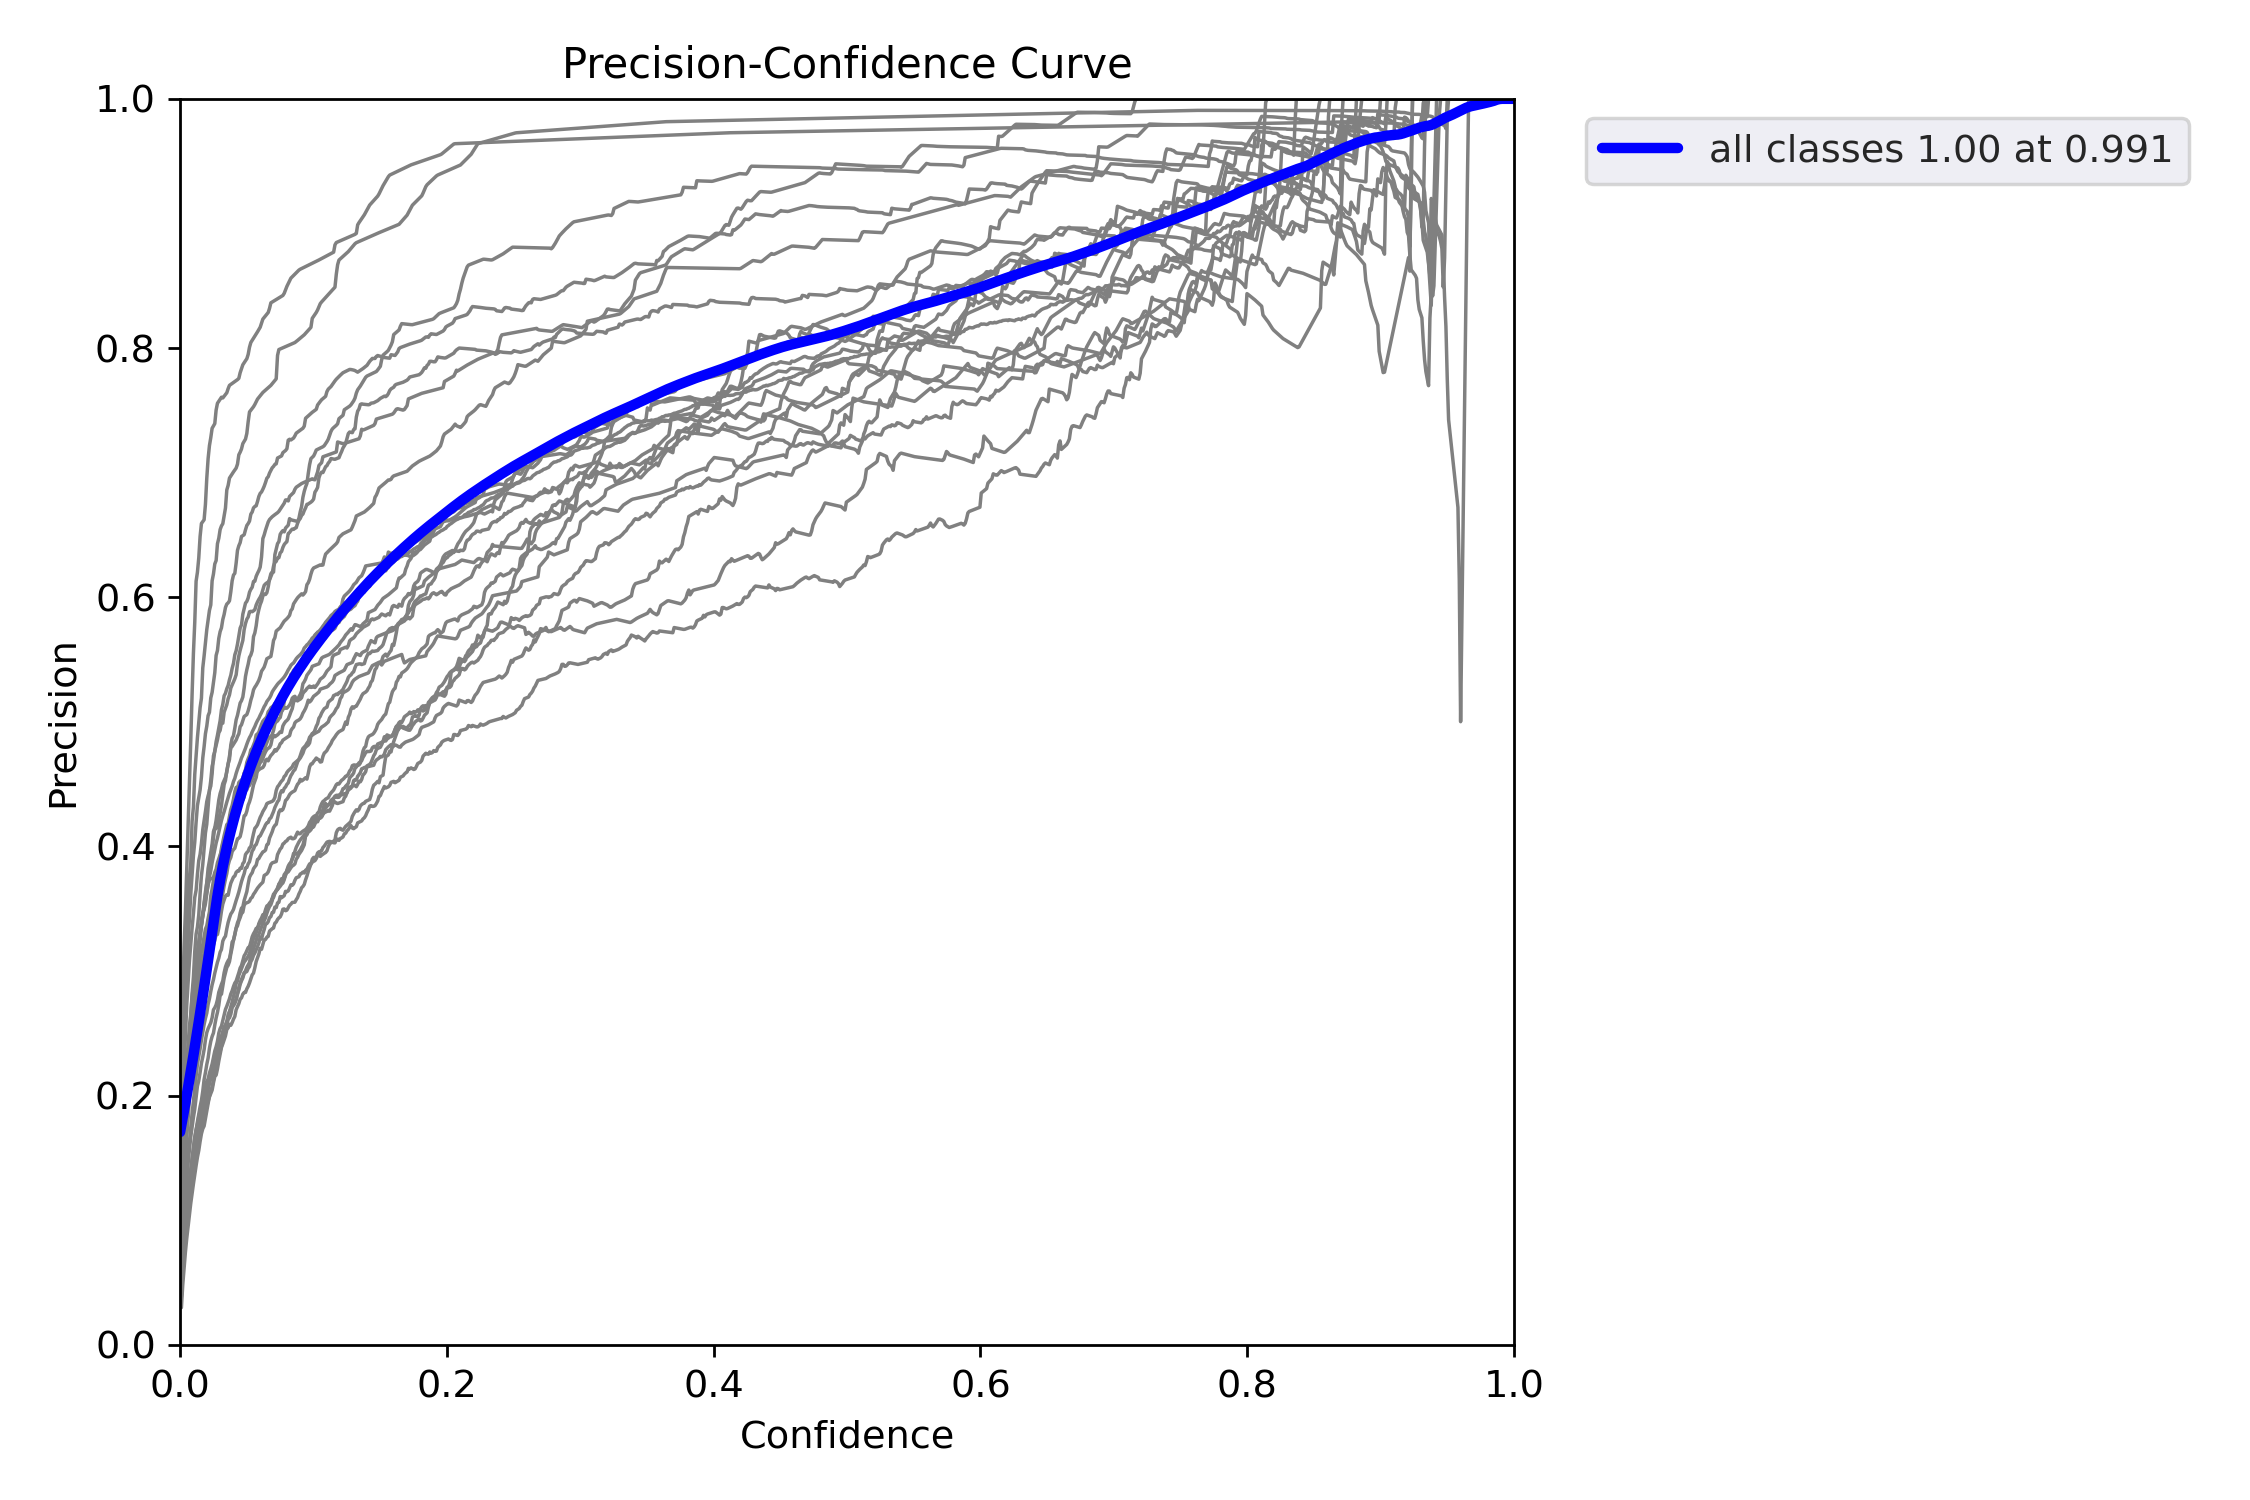 Precision-Confidence Curve
1.0
0.8
0.6
0.4
0.2
0.0
Precision
0.0 0.2 0.4 0.6 0.8 1.0
Confidence
all classes 1.00 at 0.991